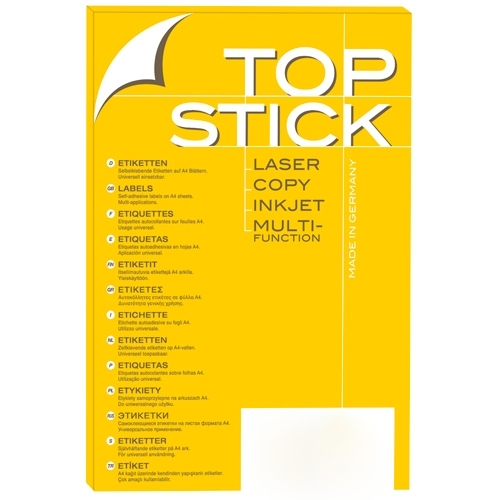 TOP
STICK
LASER
COPY
INKJET
MULTI-
FUNCTION
MADE IN GERMANY
D ETIKETTEN
Selbstklebende Etiketten auf A4 Blättern.
Universell einsetzbar.
GB LABELS
Self-adhesive labels on A4 sheets.
Multi-applications.
F ETIQUETTES
Etiquettes autocollantes sur feuilles A4.
Usage universel.
E ETIQUETAS
Etiquetas autoadhesivas en hojas A4.
Aplicación universal.
FIN ETIKETIT
Itseliimautuvia etikettejä A4 arkilla.
Yleiskäyttöön.
GR ΕΤΙΚΕΤΕΣ
Αυτοκόλλητες ετικέτες σε φύλλα A4.
Δυνατότητα γενικής χρήσης.
I ETICHETTE
Etichette autoadesive su fogli A4.
Utilizzo universale.
NL ETIKETTEN
Zelfklevende etiketten op A4-vellen.
Universeel toepasbaar.
P ETIQUETAS
Etiquetas autocolantes sobre folhas A4.
Utilização universal.
PL ETYKIETY
Etykiety samoprzylepne na arkuszach A4.
Do uniwersalnego użytku.
RUS ЭТИКЕТКИ
Самоклеющиеся этикетки на листах формата А4.
Универсальное применение.
S ETIKETTER
Självhäftande etiketter på A4 ark.
För universell användning.
TR ETİKET
A4 kağıt üzerinde kendinden yapışkanlı etiketler.
Çok amaçlı kullanılabilir.